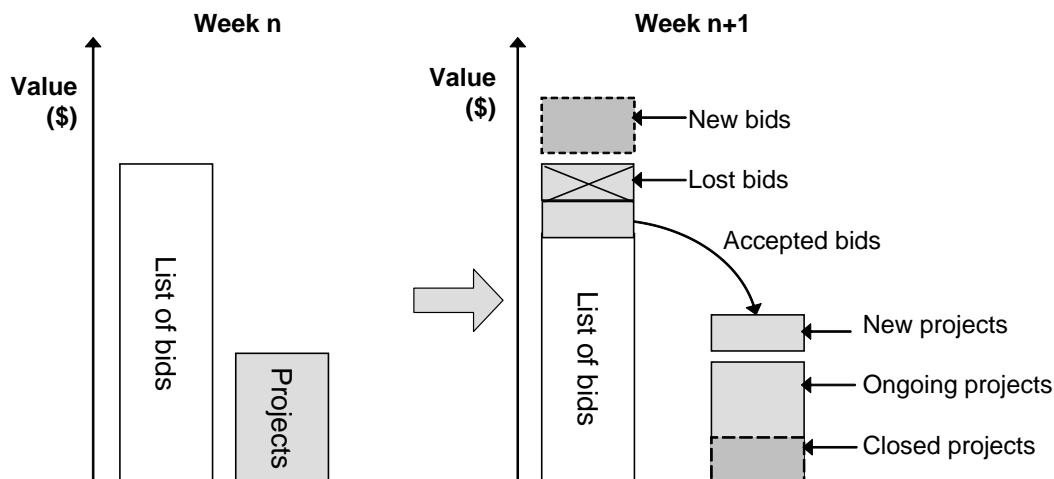 Week n
Value
($)
List of bids
Projects
Week n+1
Value
($)
New bids
Lost bids
Accepted bids
List of bids
New projects
Ongoing projects
Closed projects